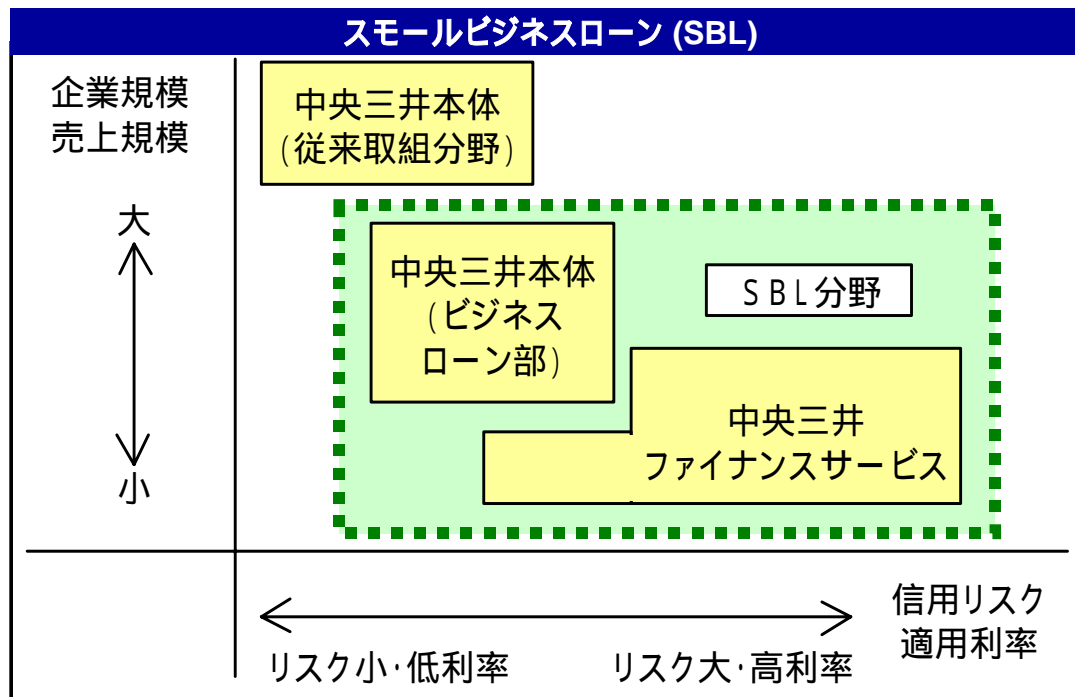 スモールビジネスローン (SBL)
企業規模
売上規模
大
小
中央三井本体
(従来取組分野)
中央三井本体
(ビジネス
ローン部)
SBL分野
中央三井
ファイナンスサービス
信用リスク
適用利率
リスク小・低利率
リスク大・高利率